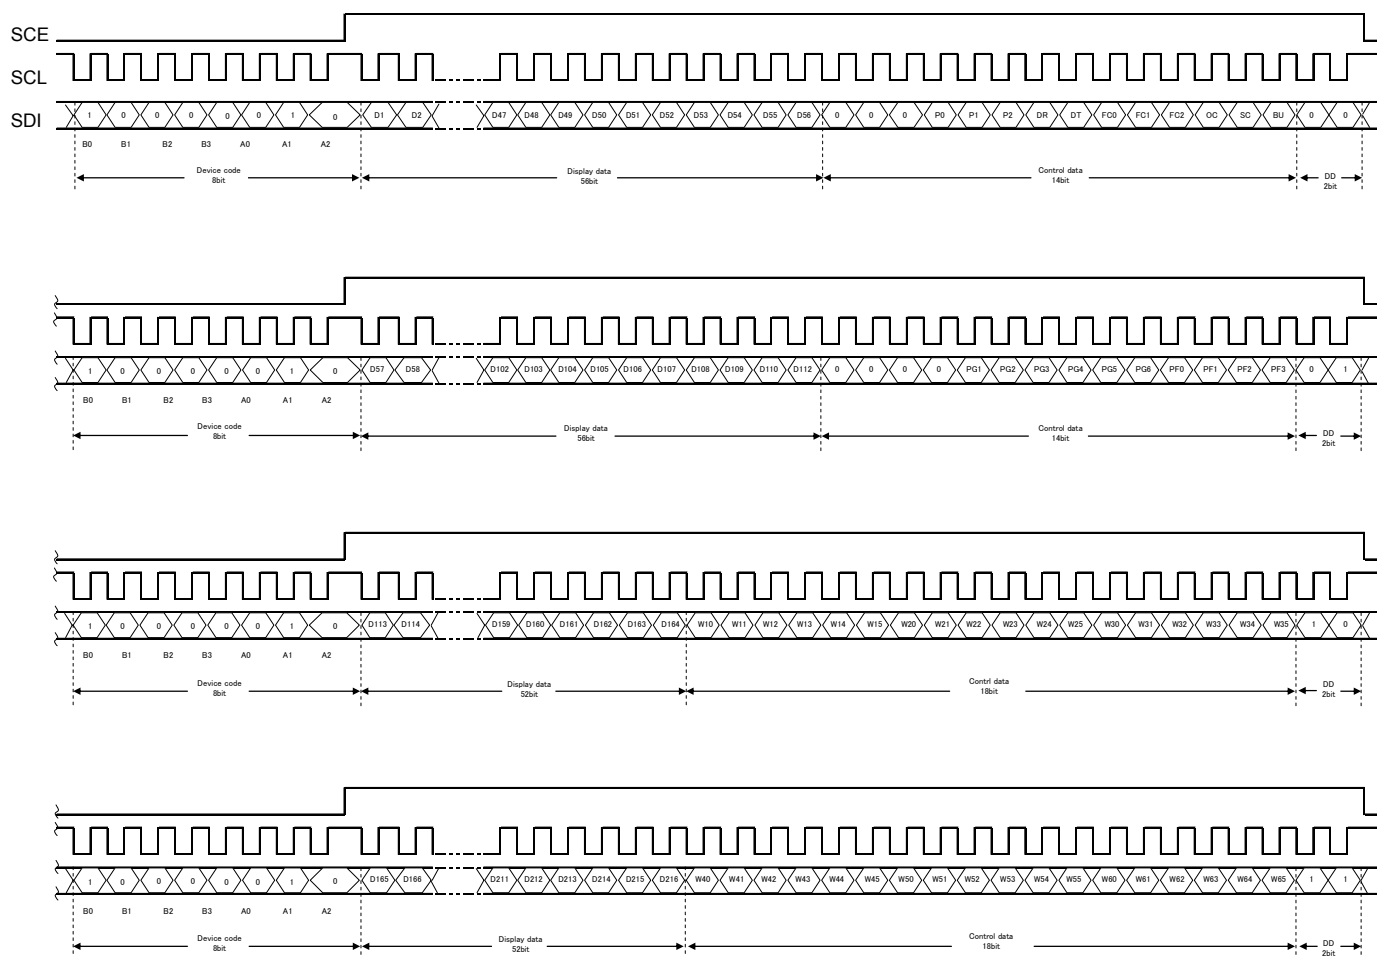 SCE
SCL
SDI
1 0 0 0 0 0 1 0 D1 D2 D47 D48 D49 D50 D51 D52 D53 D54 D55 D56 0 0 0 P0 P1 P2 DR DT FC0 FC1 FC2 OC SC BU 0 0
B0 B1 B2 B3 A0 A1 A2
Device code Display data Control data DD
8bit 56bit 14bit 2bit
1 0 0 0 0 0 1 0 D57 D58 D102 D103 D104 D105 D106 D107 D108 D109 D110 D112 0 0 0 0 PG1 PG2 PG3 PG4 PG5 PG6 PF0 PF1 PF2 PF3 0 1
B0 B1 B2 B3 A0 A1 A2
Device code Display data Control data DD
8bit 56bit 14bit 2bit
1 0 0 0 0 0 1 0 D113 D114 D159 D160 D161 D162 D163 D164 W10 W11 W12 W13 W14 W15 W20 W21 W22 W23 W24 W25 W30 W31 W32 W33 W34 W35 1 0
B0 B1 B2 B3 A0 A1 A2
Device code Display data Contrl data DD
8bit 52bit 18bit 2bit
1 0 0 0 0 0 1 0 D165 D166 D211 D212 D213 D214 D215 D216 W40 W41 W42 W43 W44 W45 W50 W51 W52 W53 W54 W55 W60 W61 W62 W63 W64 W65 1 1
B0 B1 B2 B3 A0 A1 A2
Device code Display data Control data DD
8bit 52bit 18bit 2bit